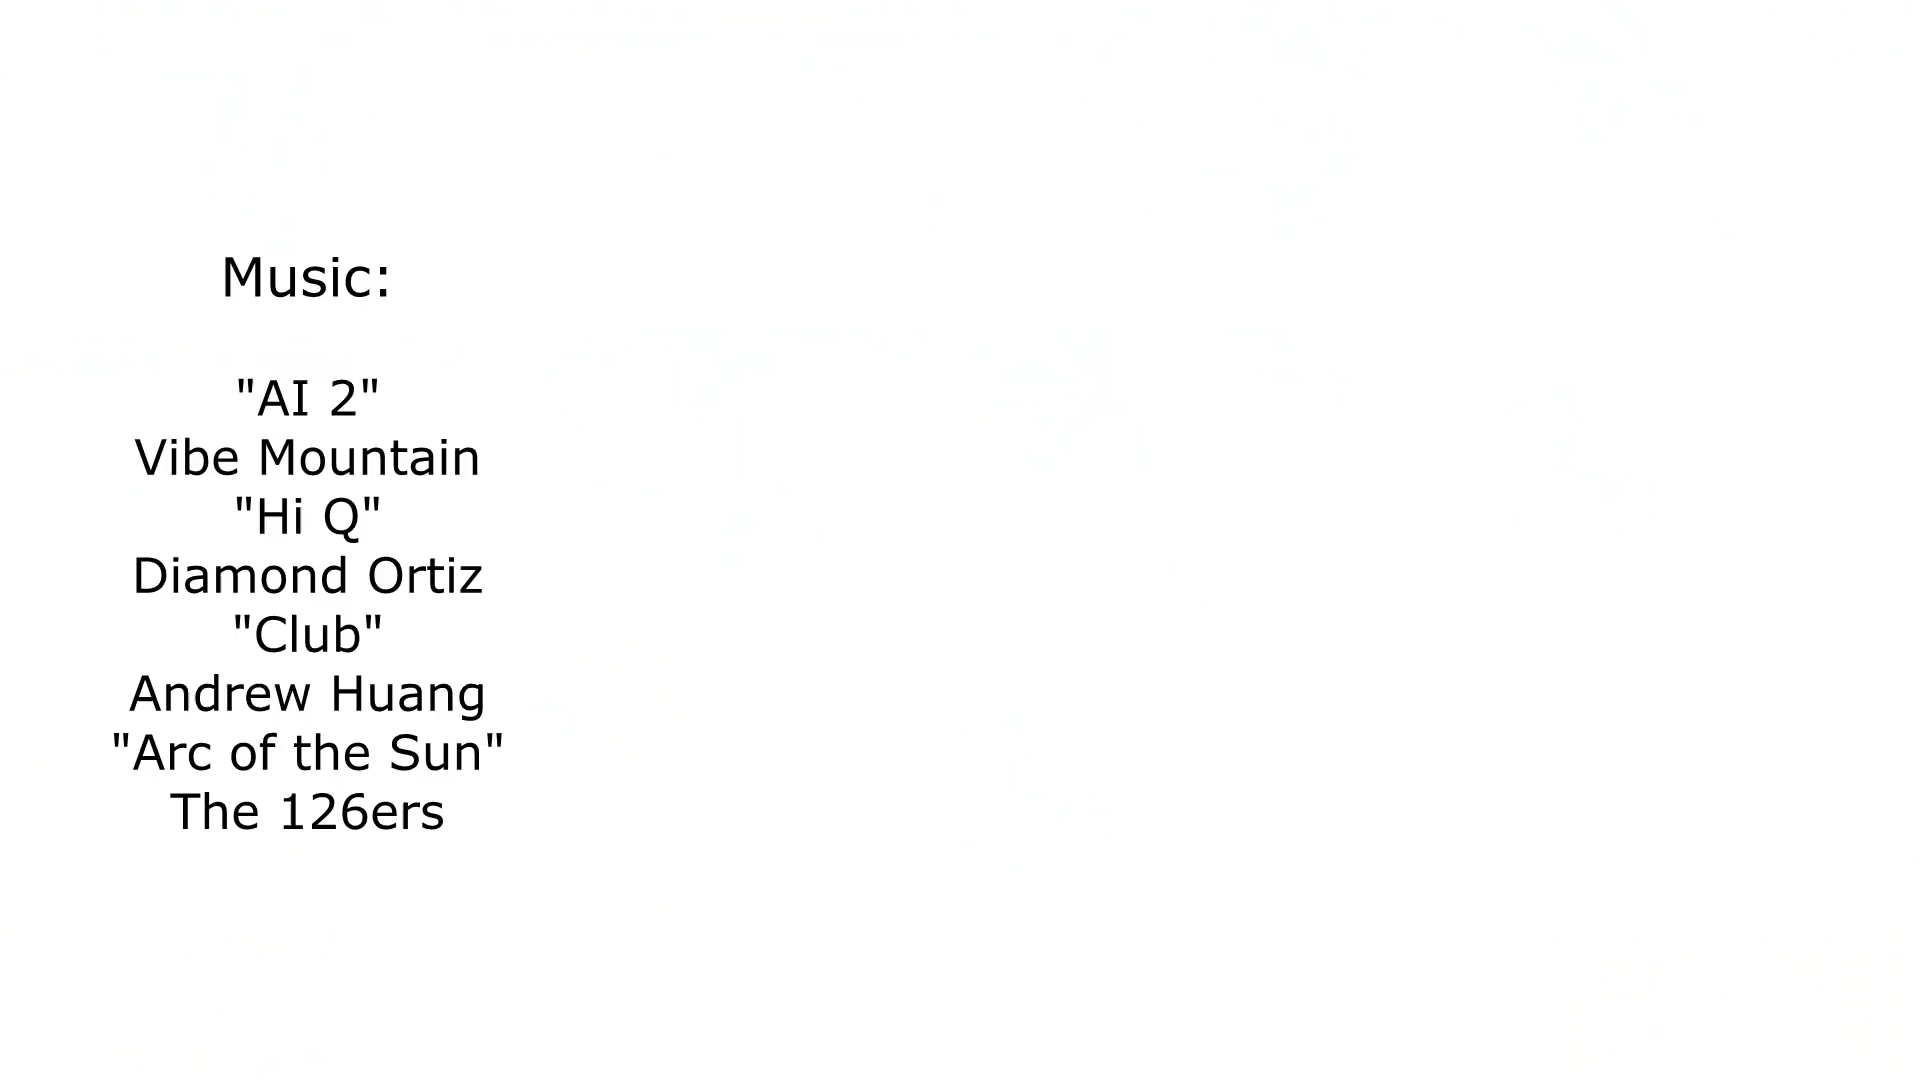 Music:
"AI 2"
Vibe Mountain
"Hi Q"
Diamond Ortiz
"Club"
Andrew Huang
"Arc of the Sun"
The 126ers